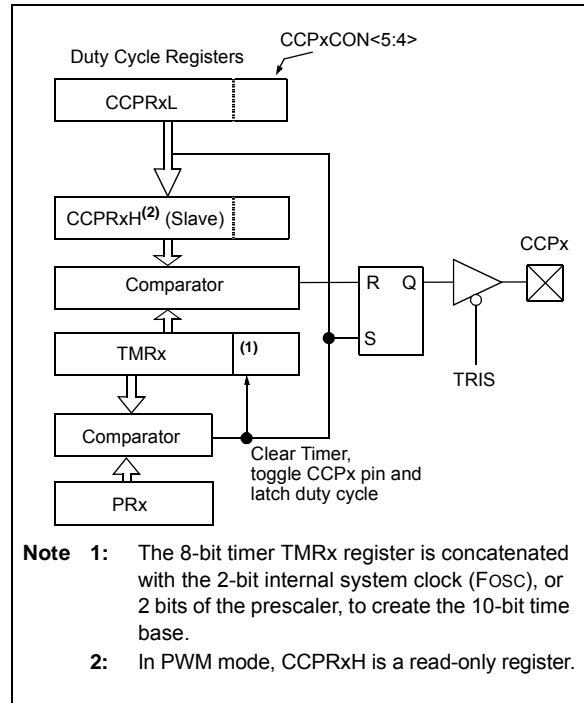 CCPxCON<5:4>
Duty Cycle Registers
CCPRxL
CCPRxH(2) (Slave)
CCPx
Comparator
R Q
S
TMRx (1)
TRIS
Comparator
Clear Timer,
toggle CCPx pin and
latch duty cycle
PRx
Note 1: The 8-bit timer TMRx register is concatenated
with the 2-bit internal system clock (FOSC), or
2 bits of the prescaler, to create the 10-bit time
base.
2: In PWM mode, CCPRxH is a read-only register.